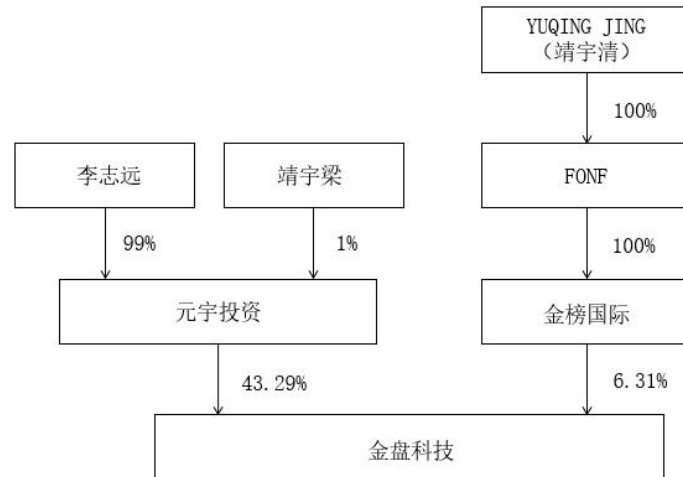 YUQING JING
（靖宇清）
100%
李志远
靖宇梁
FONF
99%
1%
100%
元宇投资
金榜国际
43.29%
6.31%
金盘科技